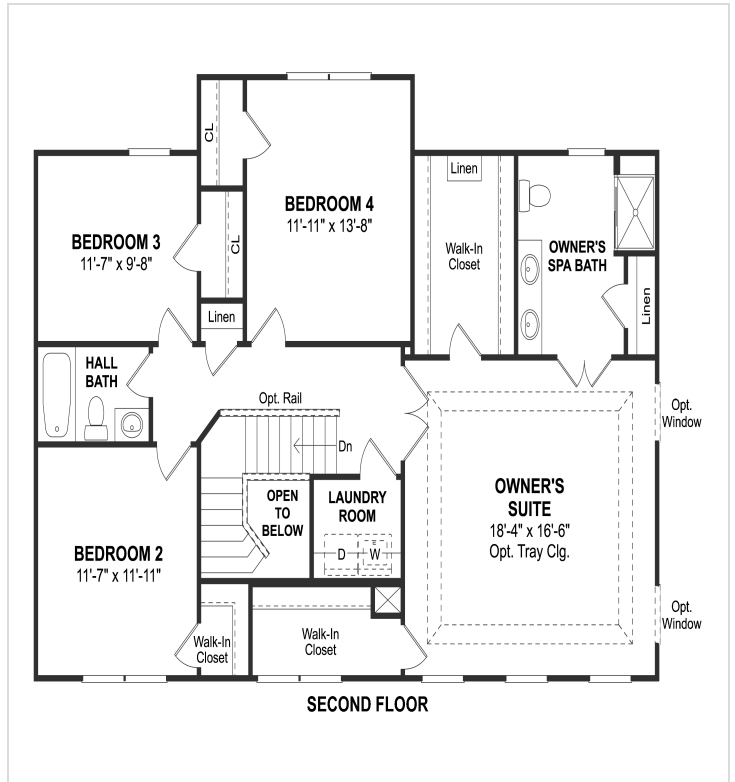 CL
BEDROOM 4
11'-11" x 13'-8"
Linen
BEDROOM 3
11'-7" x 9'-8"
CL
Walk-In
Closet
OWNER'S
SPA BATH
Linen
Linen
HALL
BATH
Opt. Rail
Dn
Opt.
Window
OPEN
TO
BELOW
LAUNDRY
ROOM
D
W
OWNER'S
SUITE
18'-4" x 16'-6"
Opt. Tray Clg.
BEDROOM 2
11'-7" x 11'-11"
Walk-In
Closet
Walk-In
Closet
Opt.
Window
SECOND FLOOR